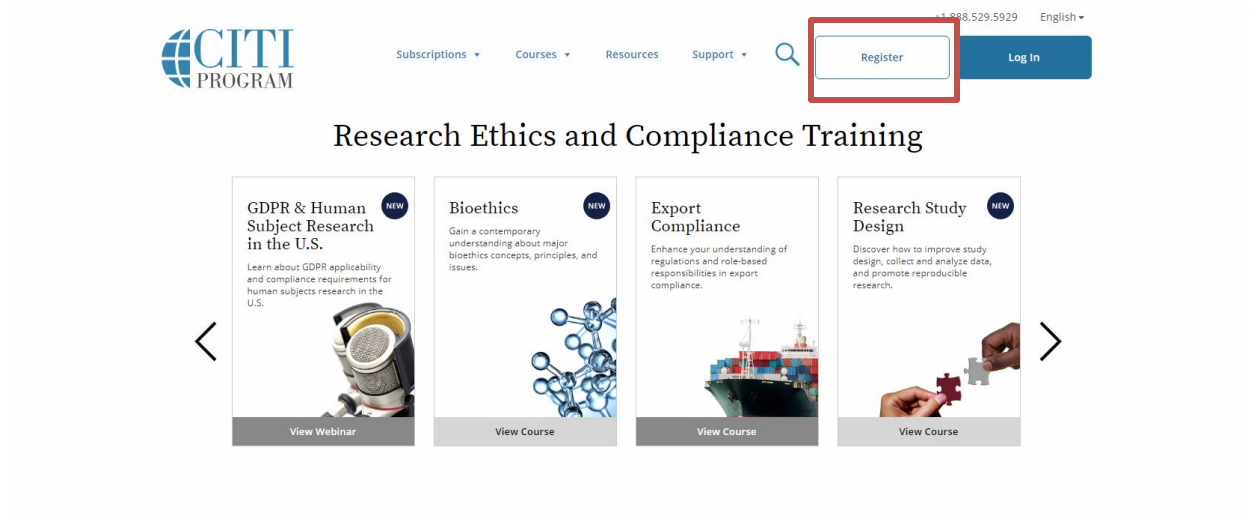 +1.888.529.5929 English
CITI
PROGRAM
Subscriptions Courses Resources Support Register Log In
Research Ethics and Compliance Training
GDPR & Human
Subject Research
in the U.S.
NEW
Learn about GDPR applicability
and compliance requirements for
human subjects research in the
U.S.
View Webinar
Bioethics
NEW
Gain a contemporary
understanding about major
bioethics concepts, principles, and
issues.
View Course
Export
Compliance
Enhance your understanding of
regulations and role-based
responsibilities in export
compliance.
View Course
Research Study
Design
NEW
Discover how to improve study
design, collect and analyze data,
and promote reproducible
research.
View Course